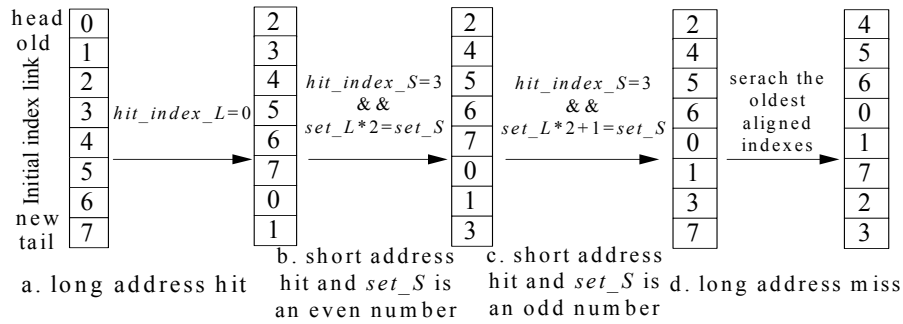 head
old
Initial index link
new
tail
0
1
2
3
4
5
6
7
hit_index_L=0
2
3
4
5
6
7
0
1
hit_index_S=3
&&
set_L*2=set_S
2
4
5
6
7
0
1
3
hit_index_S=3
&&
set_L*2+1=set_S
2
4
5
6
0
1
3
7
serach the
oldest
aligned
indexes
4
5
6
0
1
7
2
3
a. long address hit
b. short address
hit and set_S is
an even number
c. short address
hit and set_S is
an odd number
d. long address miss